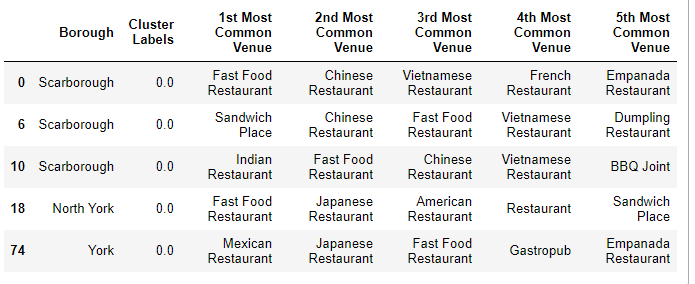 Borough Cluster Labels 1st Most Common Venue 2nd Most Common Venue 3rd Most Common Venue 4th Most Common Venue 5th Most Common Venue
0 Scarborough 0.0 Fast Food Restaurant Chinese Restaurant Vietnamese Restaurant French Restaurant Empanada Restaurant
6 Scarborough 0.0 Sandwich Place Chinese Restaurant Fast Food Restaurant Vietnamese Restaurant Dumpling Restaurant
10 Scarborough 0.0 Indian Restaurant Fast Food Restaurant Chinese Restaurant Vietnamese Restaurant BBQ Joint
18 North York 0.0 Fast Food Restaurant Japanese Restaurant American Restaurant Restaurant Sandwich Place
74 York 0.0 Mexican Restaurant Japanese Restaurant Fast Food Restaurant Gastropub Empanada Restaurant